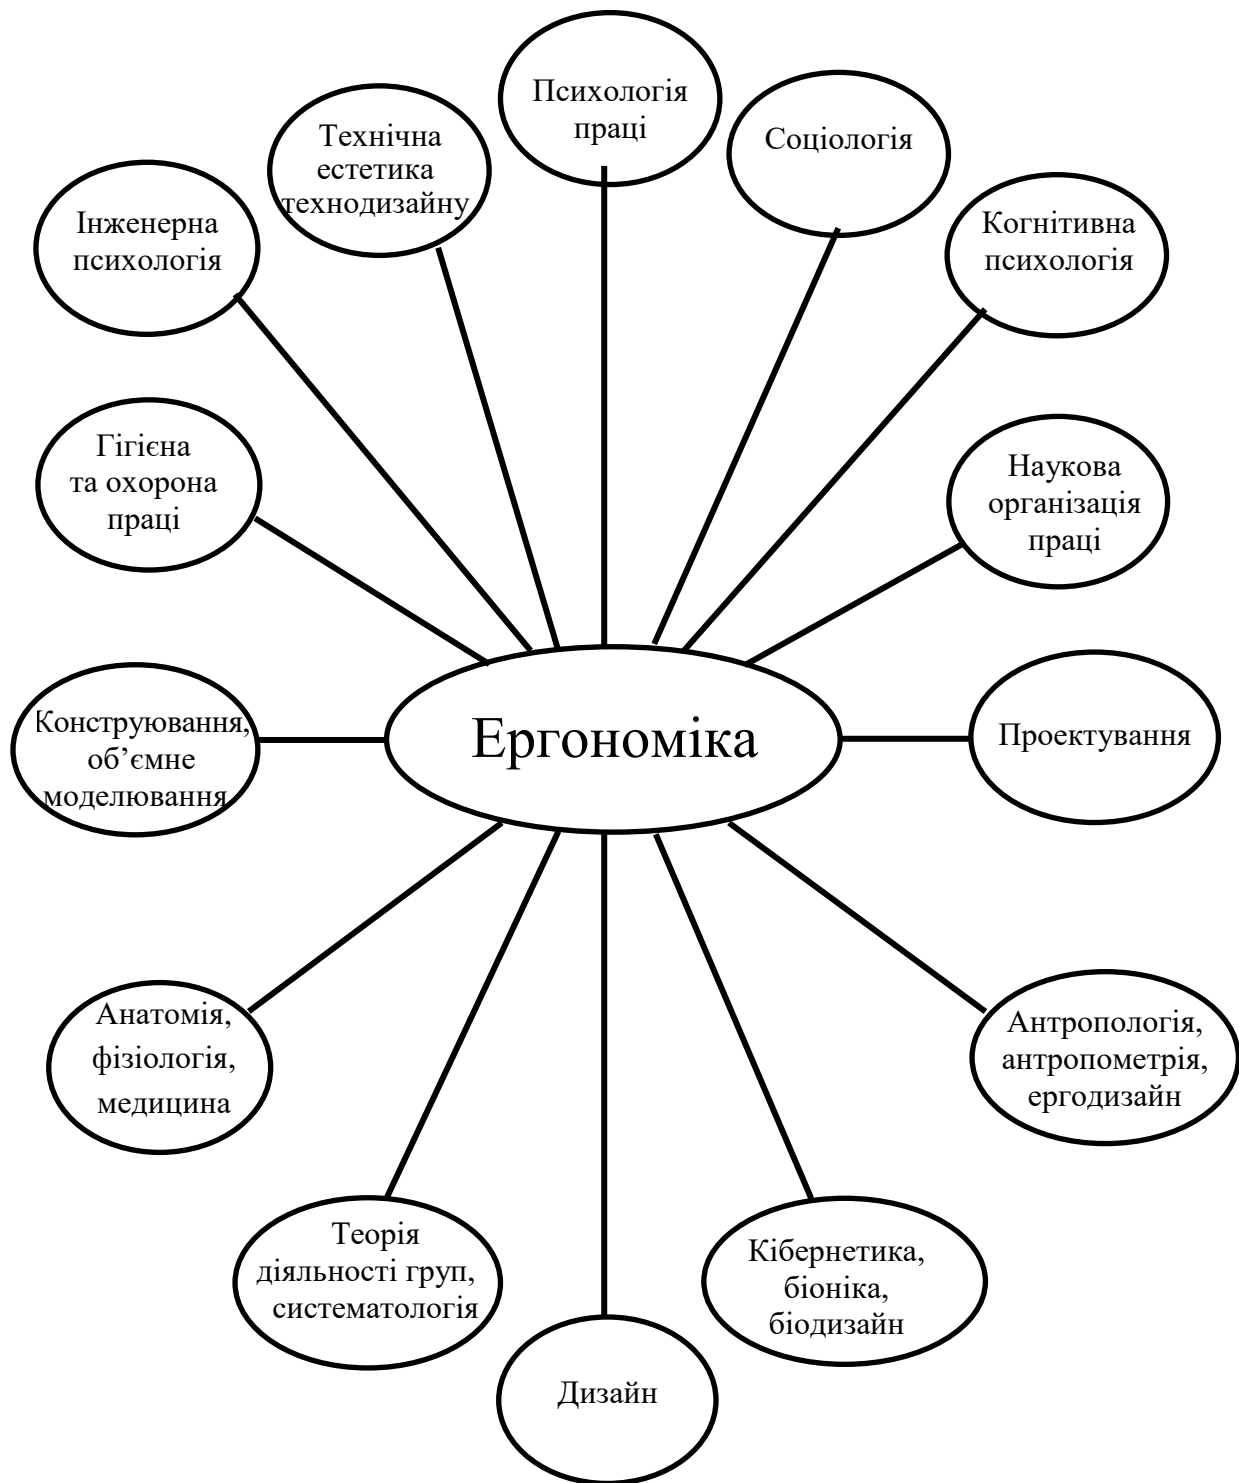 Психологія
праці
Соціологія
Технічна
естетика
технодизайну
Інженерна
психологія
Когнітивна
психологія
Гігієна
та охорона
праці
Наукова
організація
праці
Конструювання,
об’ємне
моделювання
Ергономіка
Проектування
Анатомія,
фізіологія,
медицина
Антропологія,
антропометрія,
ергодизайн
Теорія
діяльності груп,
систематологія
Кібернетика,
біоніка,
біодизайн
Дизайн